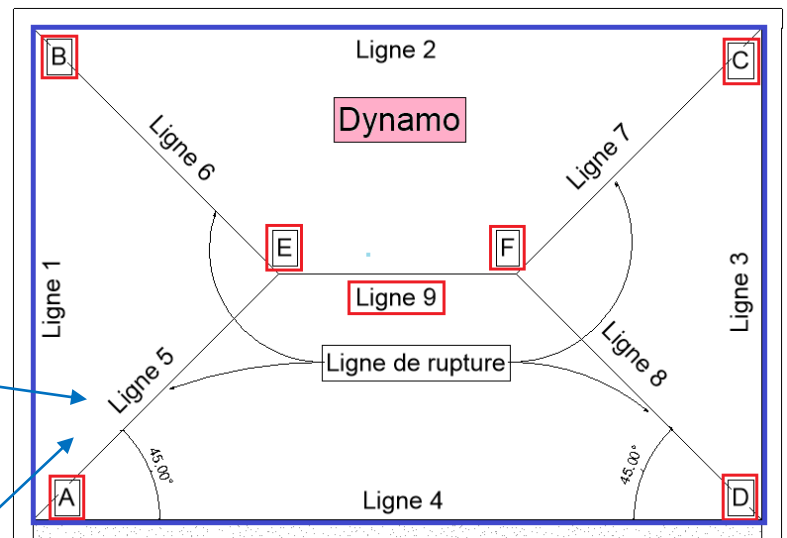 B
Ligne 2
C
Dynamo
Ligne 6
Ligne 7
E
F
Ligne 1
Ligne 9
Ligne 3
Ligne 5
Ligne de rupture
Ligne 8
45.00°
45.00°
A
Ligne 4
D